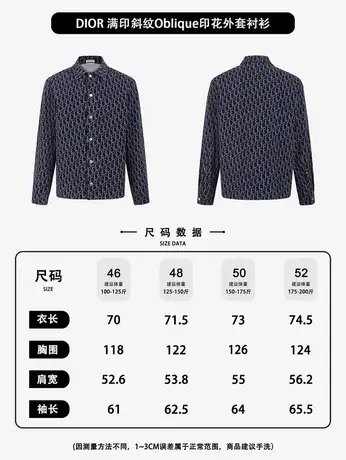 DIOR 满印斜纹Oblique印花外套衬衫
尺码数据
SIZE DATA
尺码 46 48 50 52
SIZE 建议体重 建议体重 建议体重 建议体重
100-125斤 125-150斤 150-175斤 175-200斤
衣长 70 71.5 73 74.5
胸围 118 122 126 124
肩宽 52.6 53.8 55 56.2
袖长 61 62.5 64 65.5
(因测量方法不同，1~3CM误差属于正常范围，商品建议手洗)